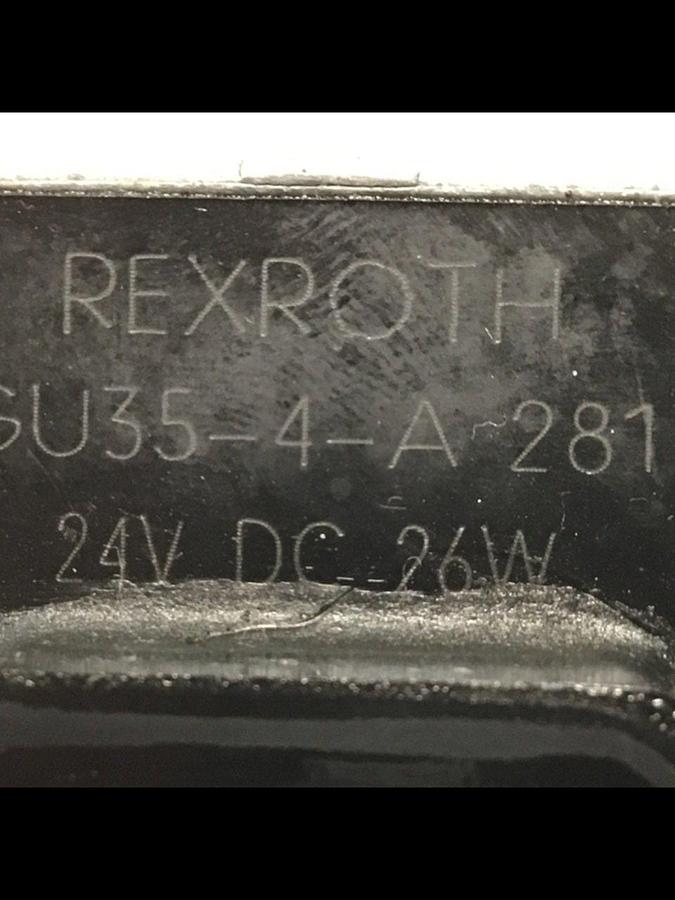 REXROTH
GU35-4-A 281
24V DC 26W